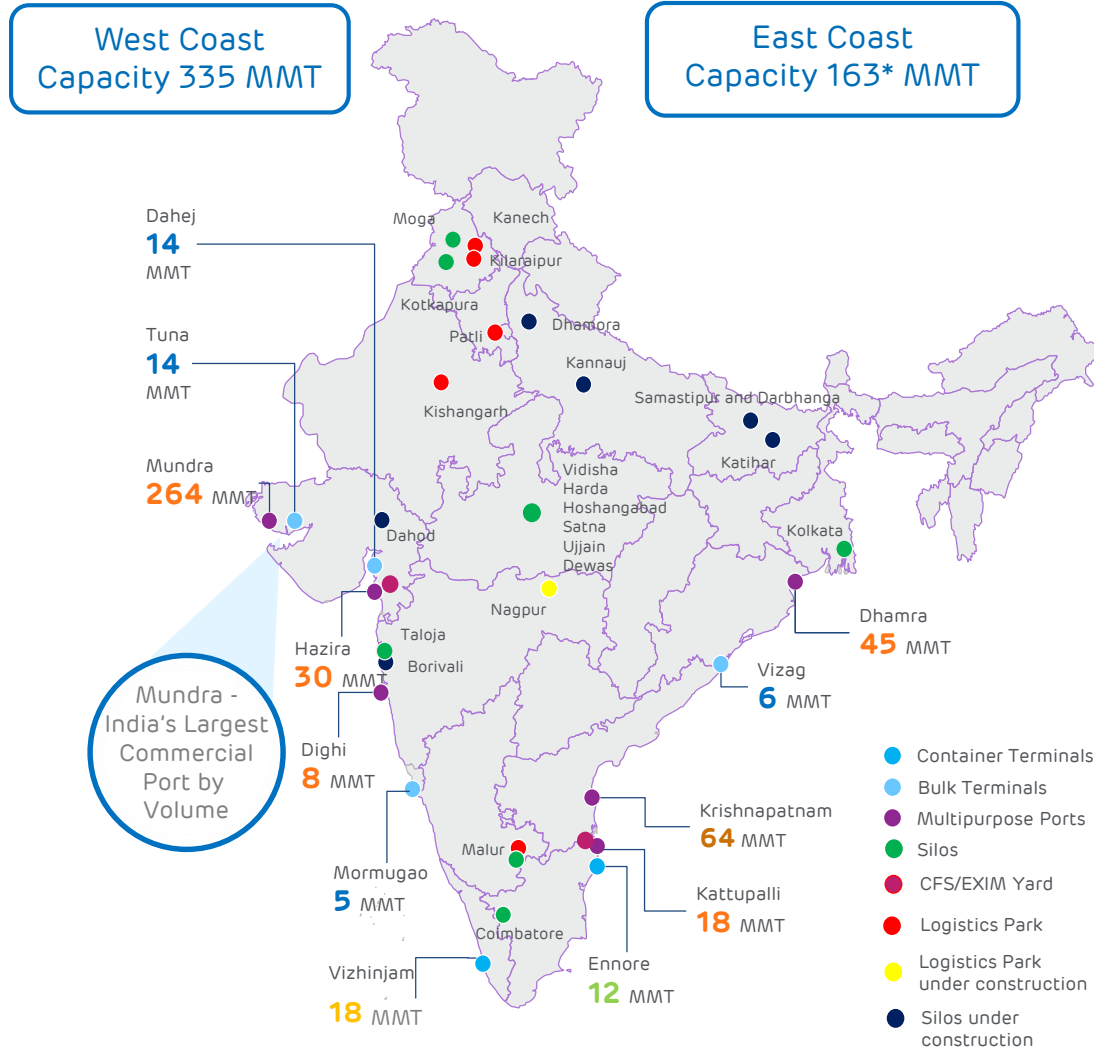 West Coast
Capacity 335 MMT
East Coast
Capacity 163* MMT
Dahej
14
MMT
Tuna
14
MMT
Mundra
264 MMT
Moga
Kanech
Kilaraipur
Kotkapura
Patli
Dhamora
Kannauj
Kishangarh
Samastipur and Darbhanga
Katihar
Vidisha
Harda
Hoshangabad
Satna
Ujjain
Dewas
Dahod
Kolkata
Nagpur
Hazira
30 MMT
Taloja
Borivali
Dhamra
45 MMT
Vizag
6 MMT
Mundra -
India's Largest
Commercial
Port by
Volume
Dighi
8 MMT
Mormugao
5 MMT
Malur
Coimbatore
Vizhinjam
18 MMT
Krishnapatnam
64 MMT
Kattupalli
18 MMT
Ennore
12 MMT
Container Terminals
Bulk Terminals
Multipurpose Ports
Silos
CFS/EXIM Yard
Logistics Park
Logistics Park
under construction
Silos under
construction